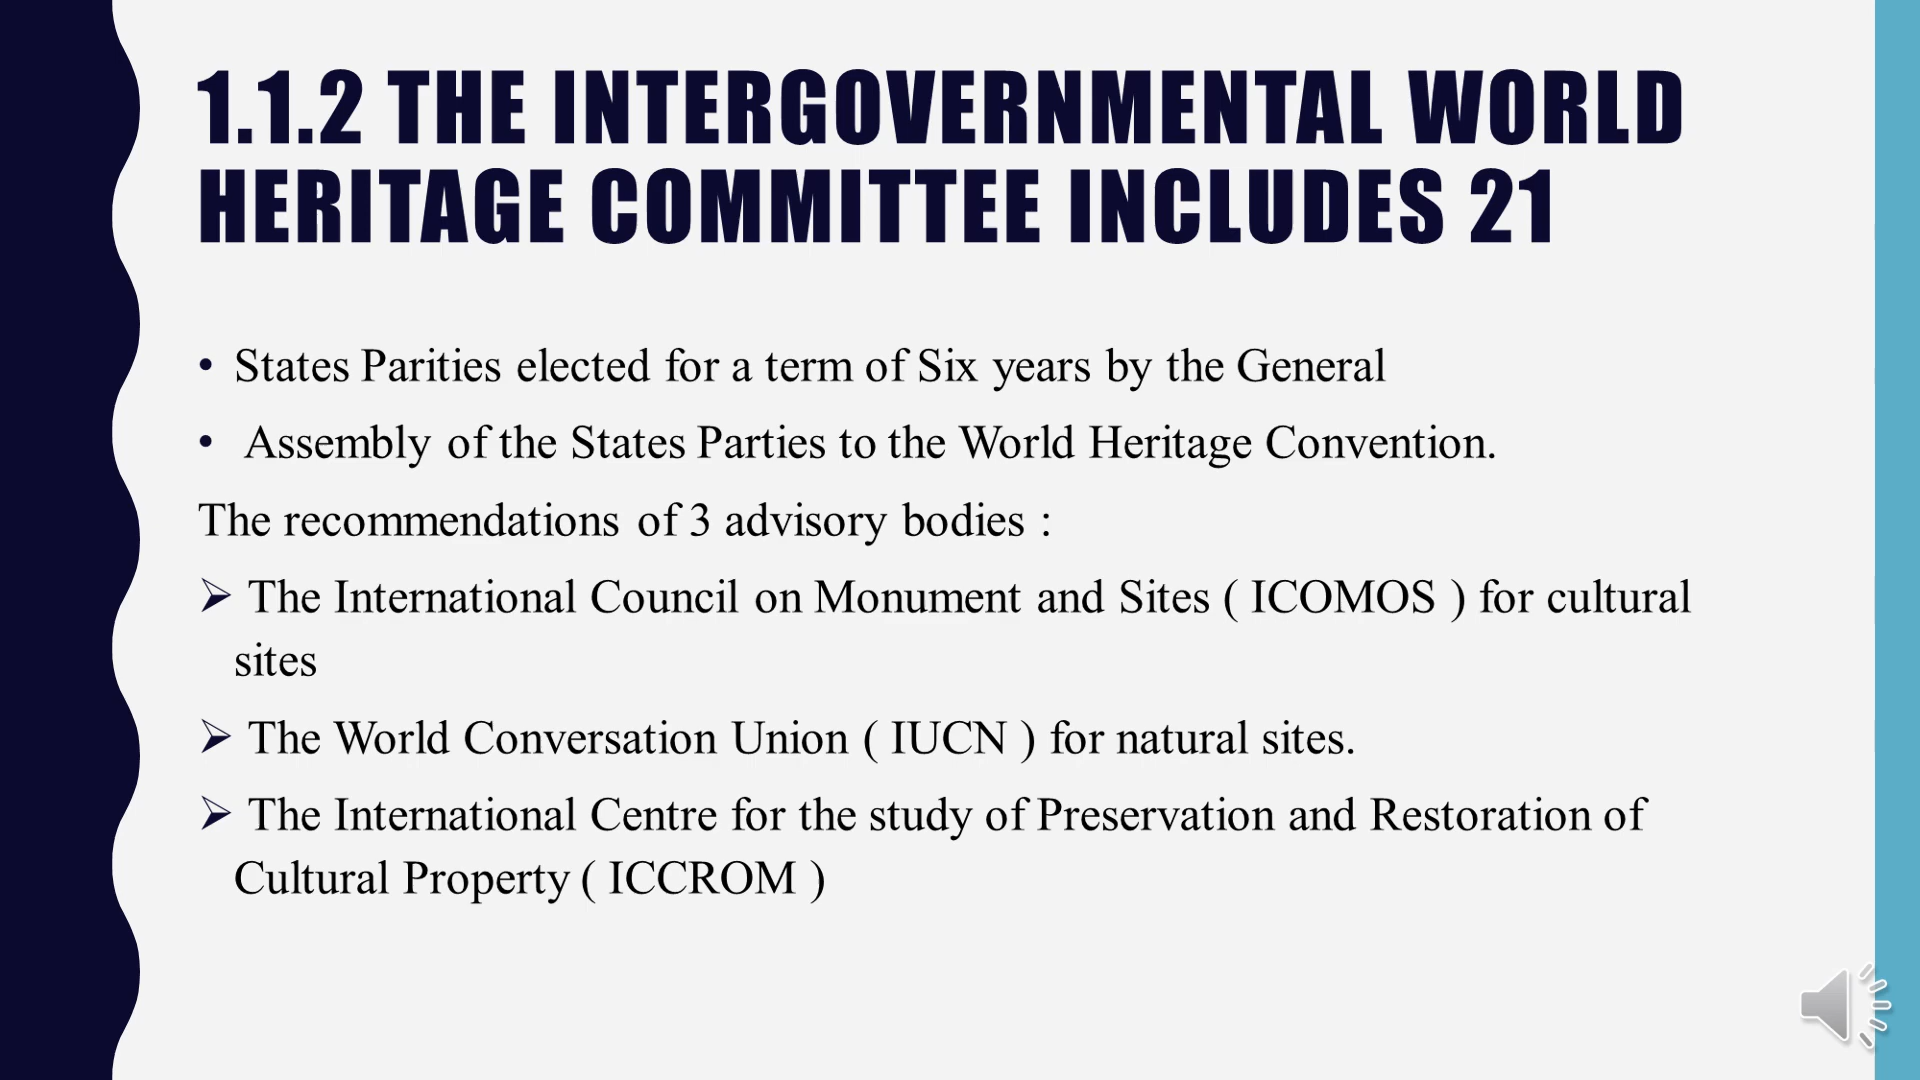 1.1.2 THE INTERGOVERNMENTAL WORLD
HERITAGE COMMITTEE INCLUDES 21
• States Parities elected for a term of Six years by the General
• Assembly of the States Parties to the World Heritage Convention.
The recommendations of 3 advisory bodies :
➢ The International Council on Monument and Sites ( ICOMOS ) for cultural
sites
➢ The World Conversation Union ( IUCN ) for natural sites.
➢ The International Centre for the study of Preservation and Restoration of
Cultural Property ( ICCROM )